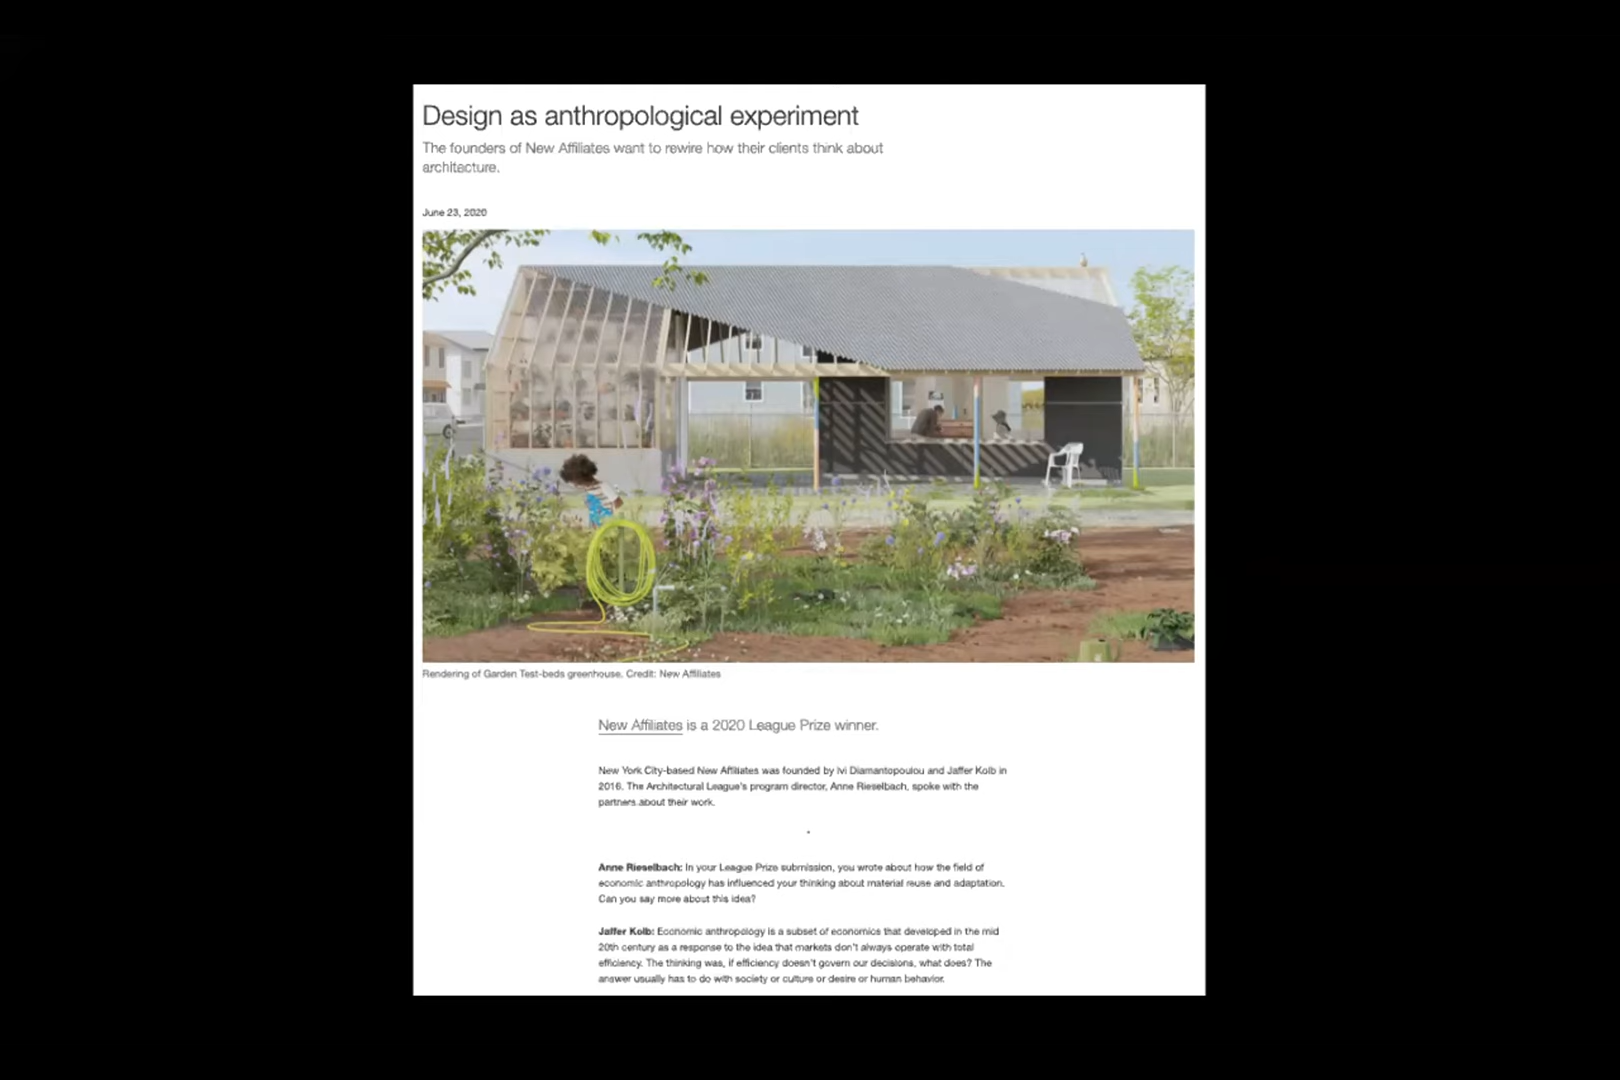 Design as anthropological experiment
The founders of New Affiliates want to rewire how their clients think about
architecture.
June 23, 2020
Rendering of Garden Test-beds greenhouse. Credit: New Affiliates
New Affiliates is a 2020 League Prize winner.
New York City-based New Affiliates was founded by Ivi Diamantopoulou and Jaffer Kolb in
2016. The Architectural League's program director, Anne Rieselbach, spoke with the
partners about their work.
Anne Rieselbach: In your League Prize submission, you wrote about how the field of
economic anthropology has influenced your thinking about material reuse and adaptation.
Can you say more about this idea?
Jaffer Kolb: Economic anthropology is a subset of economics that developed in the mid
20th century as a response to the idea that markets don't always operate with total
efficiency. The thinking was, if efficiency doesn't govern our decisions, what does? The
answer usually has to do with society or culture or desire or human behavior.